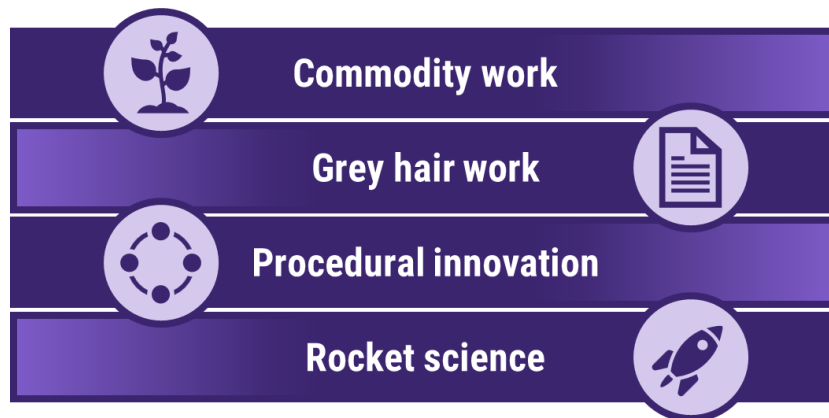 Commodity work
Grey hair work
Procedural innovation
Rocket science